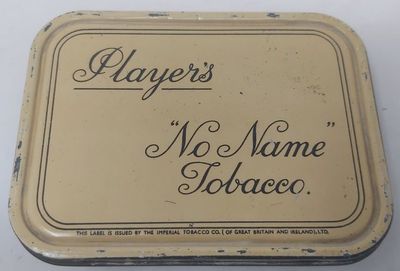 Player's
"No Name"
Tobacco.
THIS LABEL IS ISSUED BY THE IMPERIAL TOBACCO CO. (OF GREAT BRITAIN AND IRELAND), LTD.